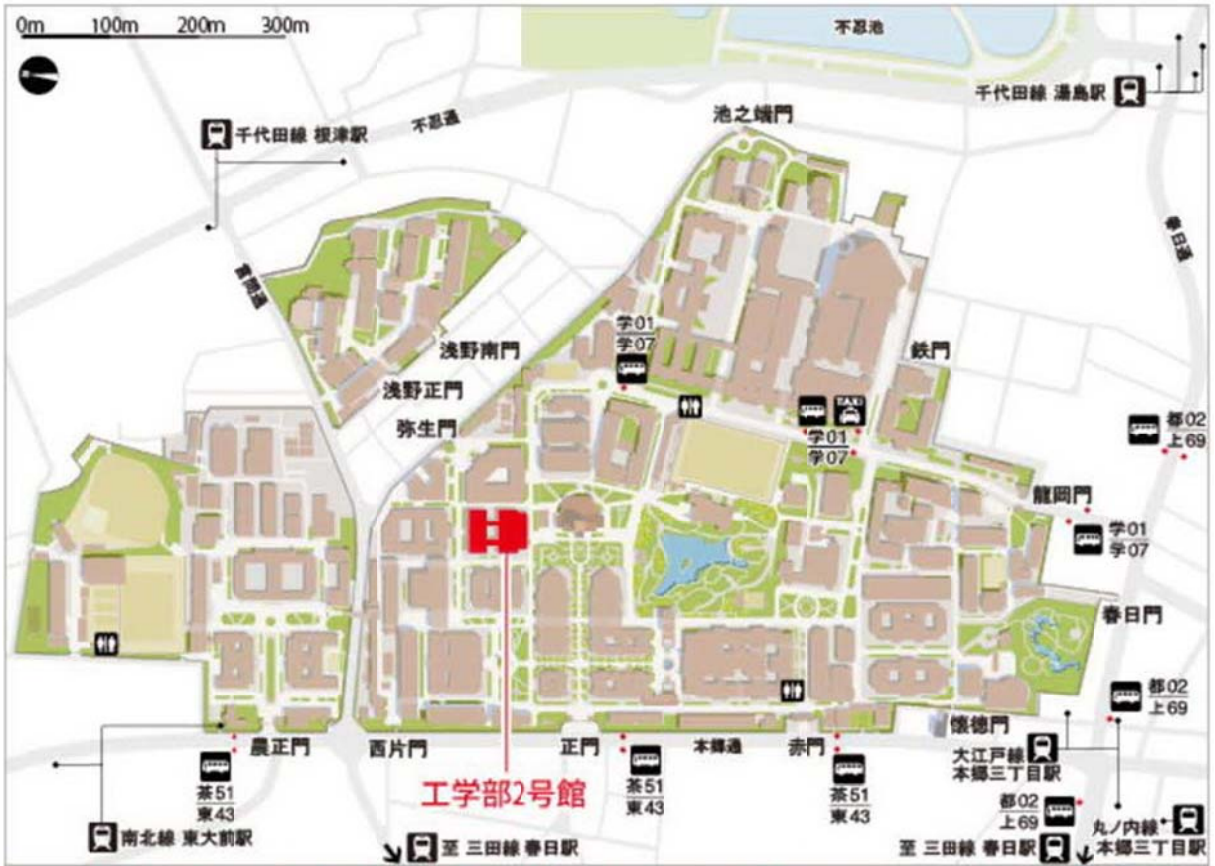 0m 100m 200m 300m
不忍池
千代田線 湯島駅
池之端門
不忍通
千代田線 根津駅
春日通
言問通
学01
学07
浅野南門
鉄門
浅野正門
弥生門
TAXI
学01
学07
都02
上69
龍岡門
学01
学07
春日門
都02
上69
懐徳門
農正門
西片門
正門
本郷通
赤門
大江戸線
本郷三丁目駅
茶51
東43
工学部2号館
茶51
東43
茶51
東43
都02
上69
丸ノ内線
本郷三丁目駅
南北線 東大前駅
至 三田線 春日駅
至 三田線 春日駅